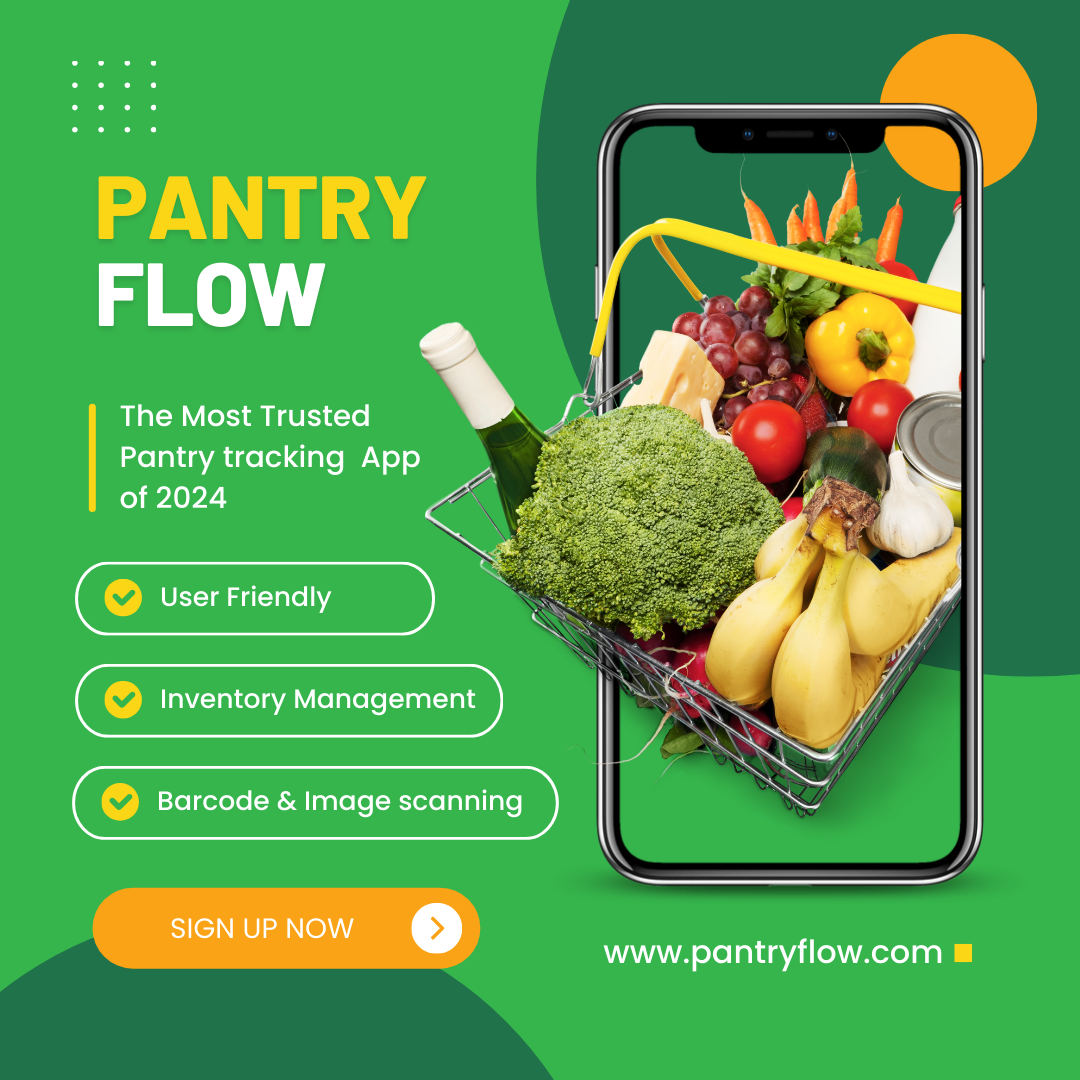 PANTRY
FLOW
The Most Trusted
Pantry tracking  App
of 2024
User Friendly
Inventory Management
Barcode & Image scanning
SIGN UP NOW
www.pantryflow.com